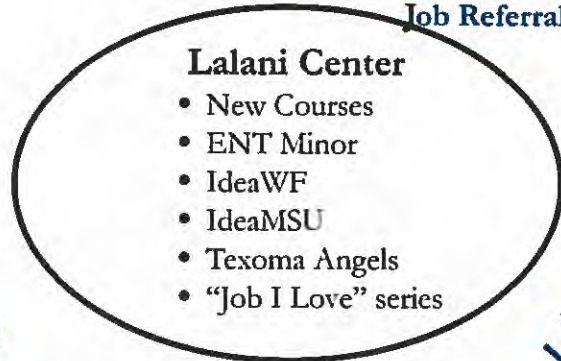 Job Referral
Lalani Center
• New Courses
• ENT Minor
• IdeaWF
• IdeaMSU
• Texoma Angels
• “Job I Love” series